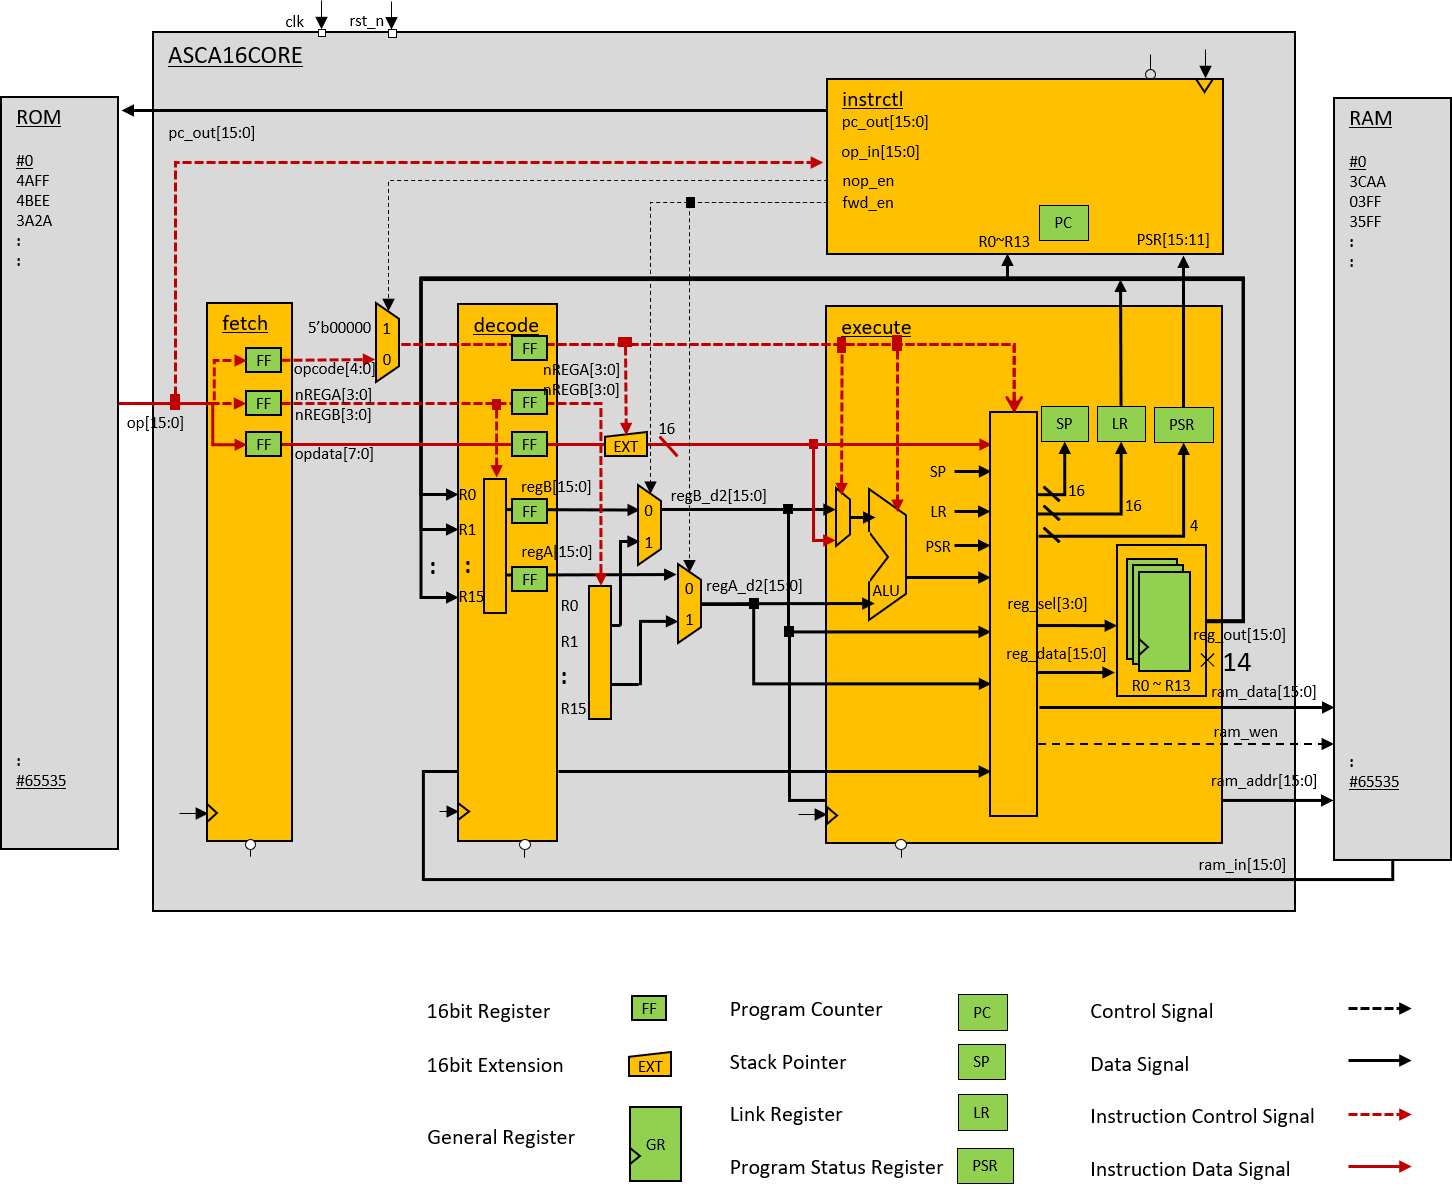 clk
rst_n
ASCA16CORE
ROM
#0
4AFF
4BEE
3A2A
:
:
:
#65535
pc_out[15:0]
instrctl
pc_out[15:0]
op_in[15:0]
nop_en
fwd_en
PC
R0~R13
PSR[15:11]
RAM
#0
3CAA
03FF
35FF
:
:
:
#65535
op[15:0]
fetch
FF
FF
FF
opcode[4:0]
nREGA[3:0]
nREGB[3:0]
opdata[7:0]
5’b00000
1
0
decode
FF
FF
FF
FF
FF
R0
R1
:
:
R15
nREGA[3:0]
nREGB[3:0]
EXT
16
regB[15:0]
regA[15:0]
0
1
0
1
R0
R1
:
R15
regB_d2[15:0]
regA_d2[15:0]
execute
ALU
SP
LR
PSR
SP
LR
PSR
16
16
4
reg_sel[3:0]
reg_data[15:0]
R0 ~ R13
reg_out[15:0]
× 14
ram_data[15:0]
ram_wen
ram_addr[15:0]
ram_in[15:0]
16bit Register
FF
Program Counter
PC
Control Signal
16bit Extension
EXT
Stack Pointer
SP
Data Signal
General Register
GR
Link Register
LR
Instruction Control Signal
Program Status Register
PSR
Instruction Data Signal